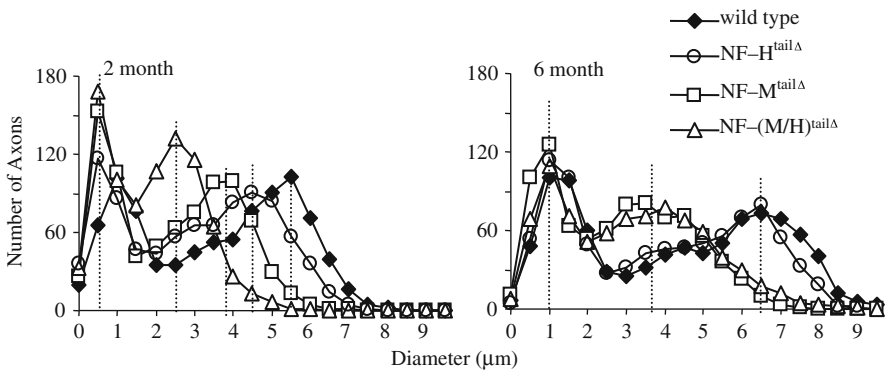 wild type
NF–H^tailΔ
NF–M^tailΔ
NF–(M/H)^tailΔ
2 month
6 month
Number of Axons
180
120
60
0
0 1 2 3 4 5 6 7 8 9
180
120
60
0
0 1 2 3 4 5 6 7 8 9
Diameter (μm)